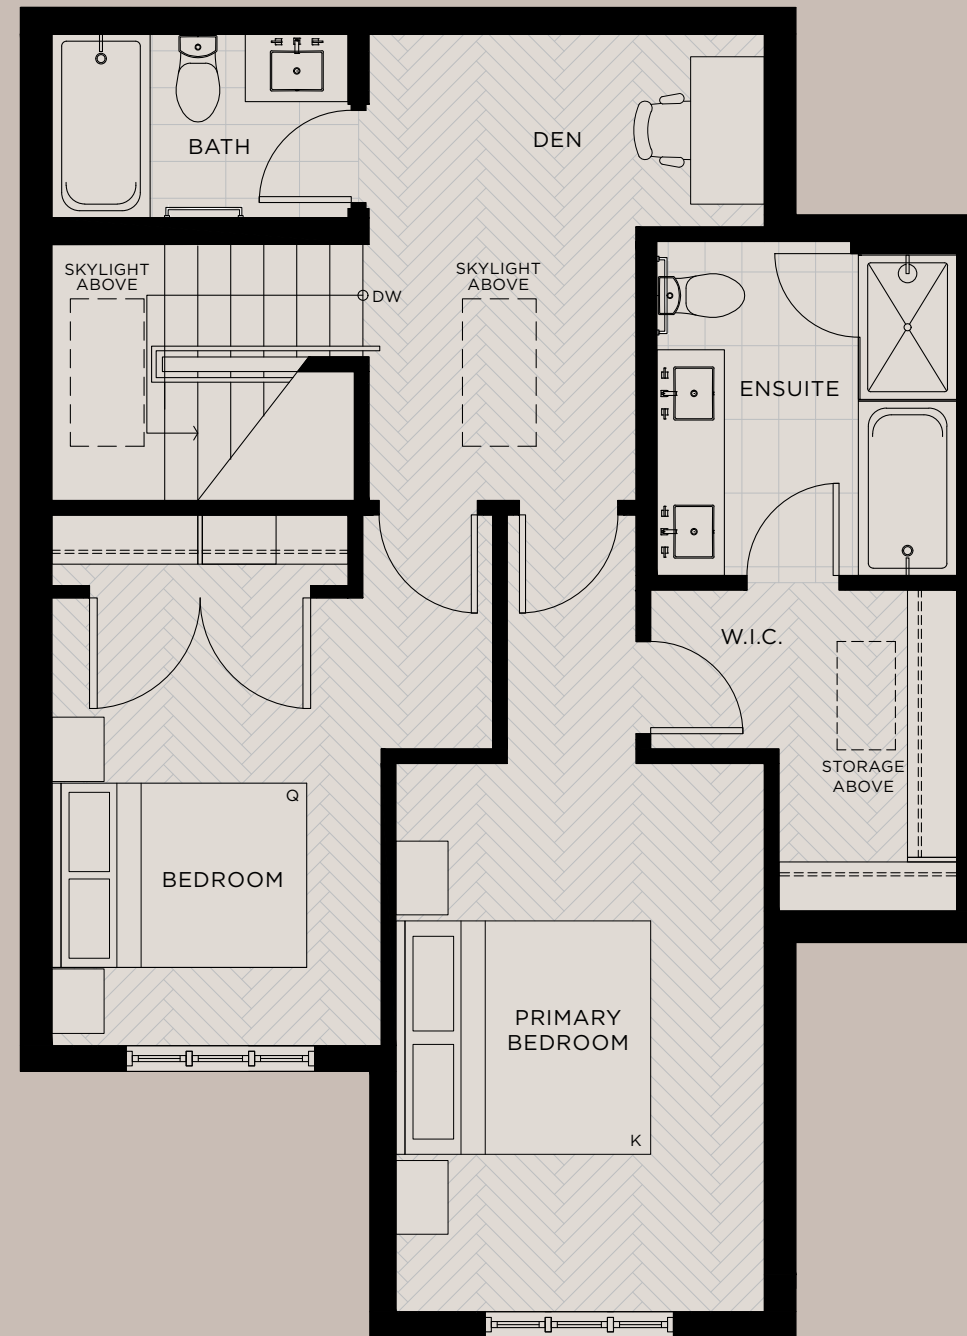 BATH
DEN
SKYLIGHT
ABOVE
SKYLIGHT
ABOVE
DW
ENSUITE
W.I.C.
STORAGE
ABOVE
Q
BEDROOM
PRIMARY
BEDROOM
K